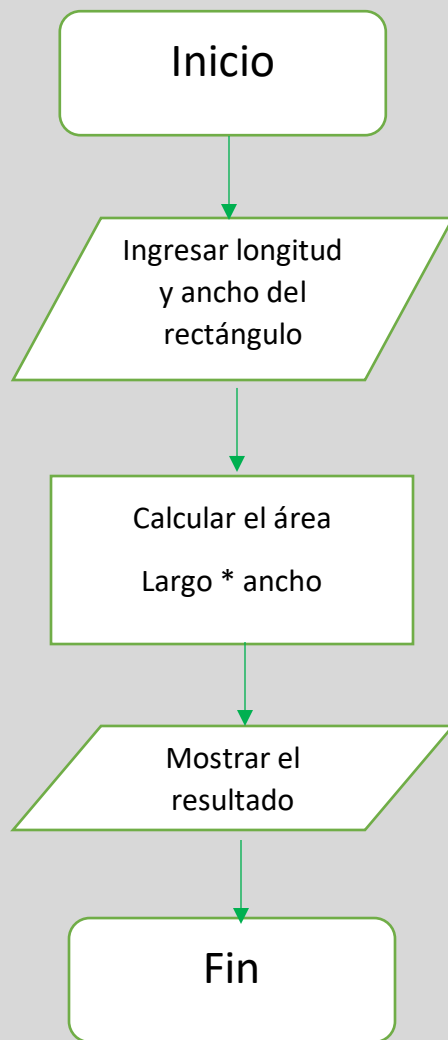 Inicio
Ingresar longitud
y ancho del
rectángulo
Calcular el área
Largo * ancho
Mostrar el
resultado
Fin